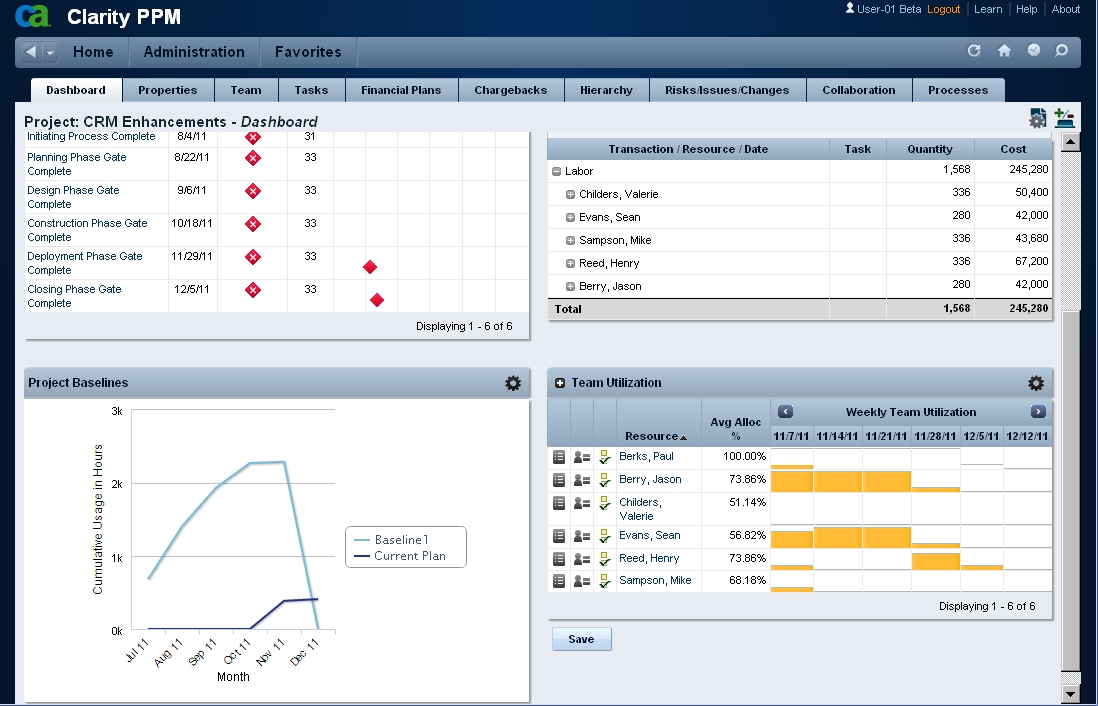 ca Clarity PPM
User-01 Beta Logout Learn Help About
Home Administration Favorites
Dashboard Properties Team Tasks Financial Plans Chargebacks Hierarchy Risks/Issues/Changes Collaboration Processes
Project: CRM Enhancements - Dashboard
Initiating Process Complete 8/4/11 31
Planning Phase Gate
Complete 8/22/11 33
Design Phase Gate
Complete 9/6/11 33
Construction Phase Gate
Complete 10/18/11 33
Deployment Phase Gate
Complete 11/29/11 33
Closing Phase Gate
Complete 12/5/11 33
Displaying 1 - 6 of 6
Transaction / Resource / Date Task Quantity Cost
Labor 1,568 245,280
Childers, Valerie 336 50,400
Evans, Sean 280 42,000
Sampson, Mike 336 43,680
Reed, Henry 336 67,200
Berry, Jason 280 42,000
Total 1,568 245,280
Project Baselines
Cumulative Usage in Hours
3k
2k
1k
0k
Jul 11 Aug 11 Sep 11 Oct 11 Nov 11 Dec 11
Month
Baseline1
Current Plan
Team Utilization
Resource Avg Alloc
%
Weekly Team Utilization
11/7/11 11/14/11 11/21/11 11/28/11 12/5/11 12/12/11
Berks, Paul 100.00%
Berry, Jason 73.86%
Childers,
Valerie 51.14%
Evans, Sean 56.82%
Reed, Henry 73.86%
Sampson, Mike 68.18%
Displaying 1 - 6 of 6
Save